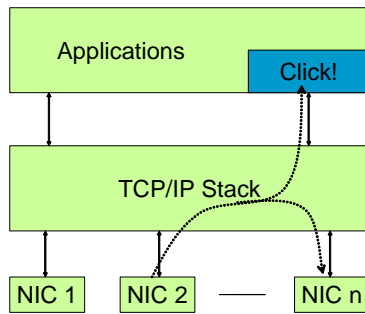 Applications
Click!
TCP/IP Stack
NIC 1
NIC 2
NIC n